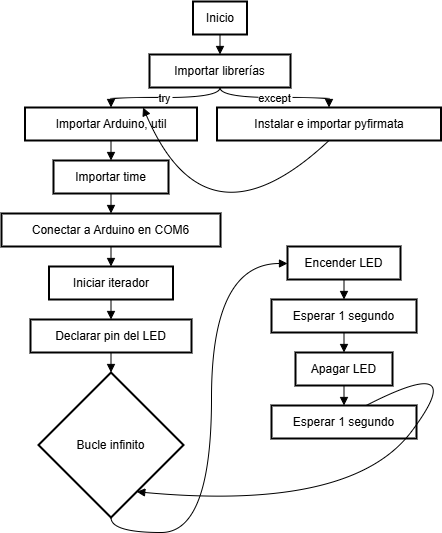 Inicio
Importar librerías
try
except
Importar Arduino, util
Instalar e importar pyfirmata
Importar time
Conectar a Arduino en COM6
Iniciar iterador
Declarar pin del LED
Bucle infinito
Encender LED
Esperar 1 segundo
Apagar LED
Esperar 1 segundo